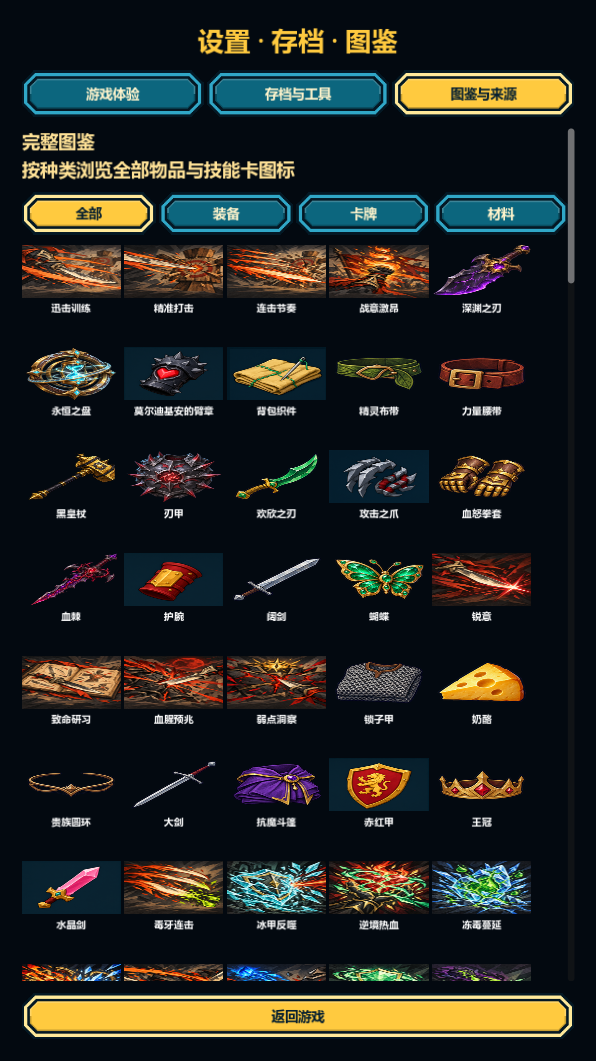 设置 · 存档 · 图鉴
游戏体验
存档与工具
图鉴与来源
完整图鉴
按种类浏览全部物品与技能卡图标
全部
装备
卡牌
材料
迅击训练
精准打击
连击节奏
战意激昂
深渊之刃
永恒之盘
莫尔迪基安的臂章
背包织件
精灵布带
力量腰带
黑皇杖
刃甲
欢欣之刃
攻击之爪
血怒拳套
血棘
护腕
阔剑
蝴蝶
锐意
致命研习
血腥预兆
弱点洞察
锁子甲
奶酪
贵族圆环
大剑
抗魔斗篷
赤红甲
王冠
水晶剑
毒牙连击
冰甲反噬
逆境热血
冻毒蔓延
返回游戏